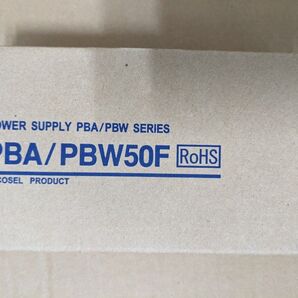 OWER SUPPLY PBA/PBW SERIES
PBA/PBW50F RoHS
COSEL PRODUCT